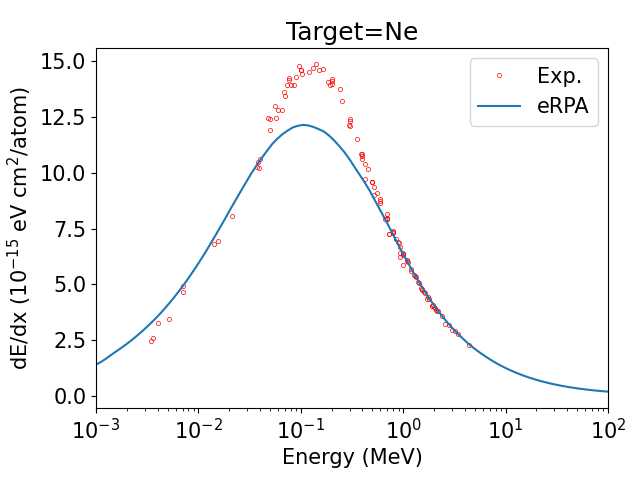 Target=Ne
dE/dx (10⁻¹⁵ eV cm²/atom)
15.0
12.5
10.0
7.5
5.0
2.5
0.0
Exp.
eRPA
10⁻³ 10⁻² 10⁻¹ 10⁰ 10¹ 10²
Energy (MeV)